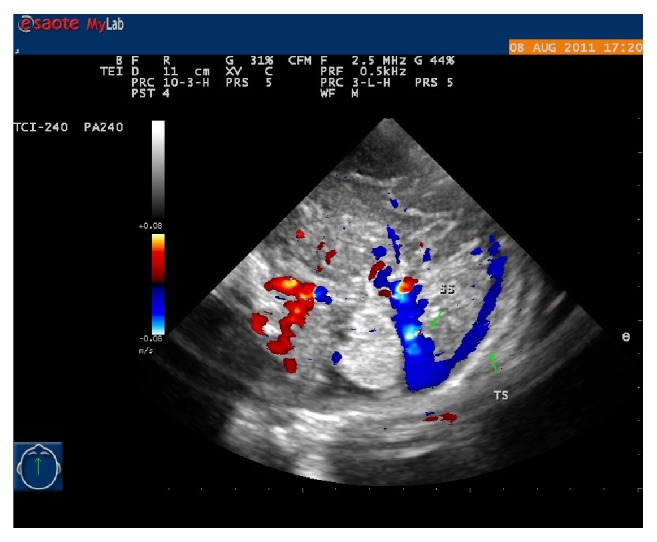 esaote MyLab
08 AUG 2011 17:20
B F R G 31% CFM F 2.5 MHz G 44%
TEI D 11 cm XV C PRF 0.5kHz
PRC 10-3-H PRS 5 PRC 3-L-H PRS 5
PST 4 WF M
TCI-240 PA240
+0.08
-0.08
m/s
SS
e
TS